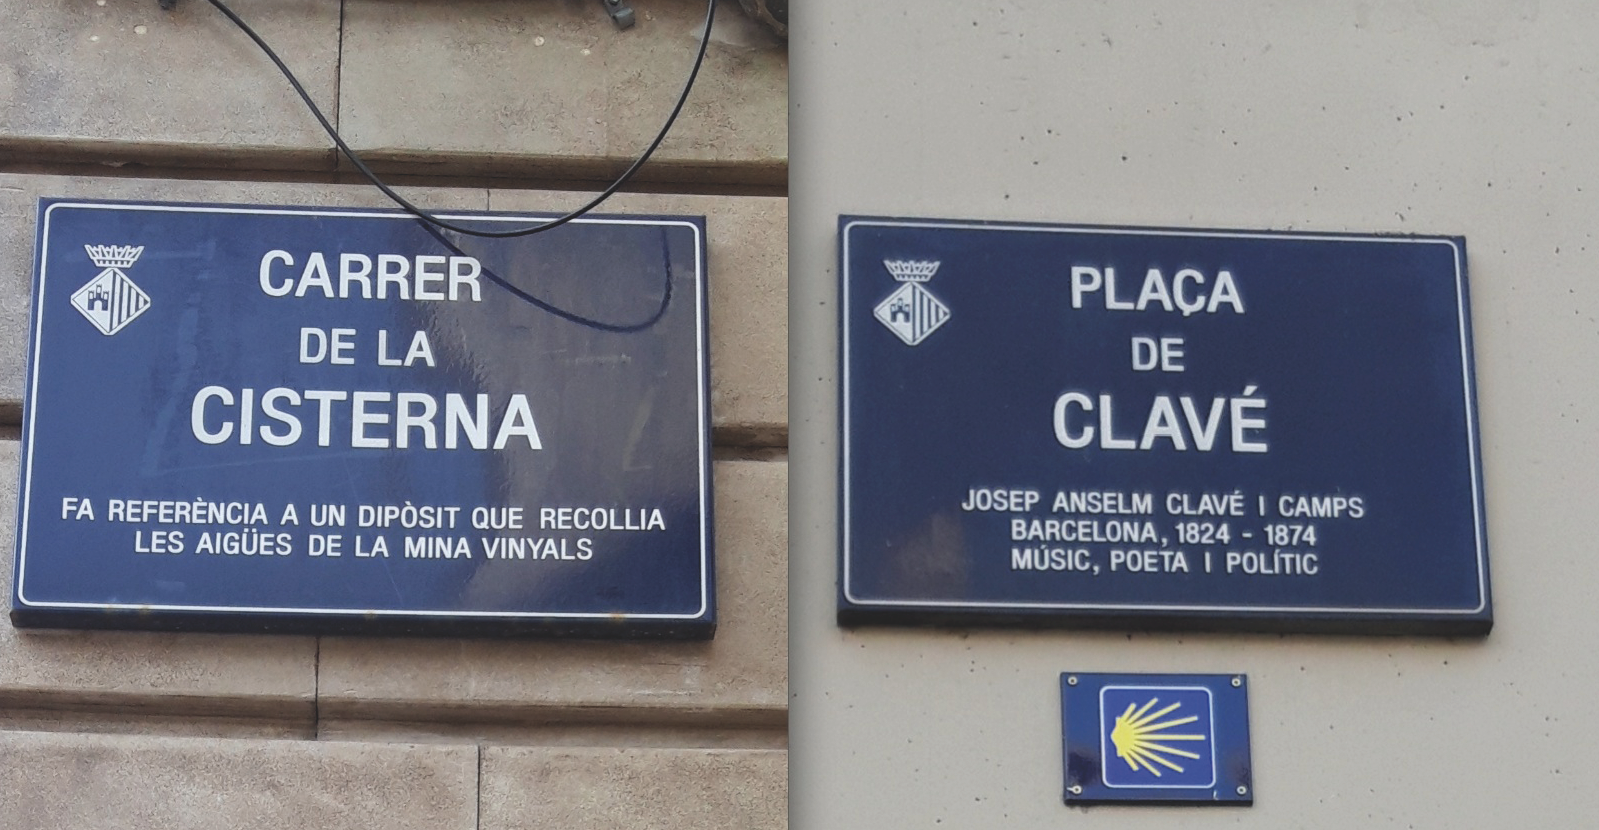 CARRER
DE LA
CISTERNA
FA REFERÈNCIA A UN DIPÒSIT QUE RECOLLIA
LES AIGÜES DE LA MINA VINYALS
PLAÇA
DE
CLAVÉ
JOSEP ANSELM CLAVÉ I CAMPS
BARCELONA, 1824 - 1874
MÚSIC, POETA I POLÍTIC